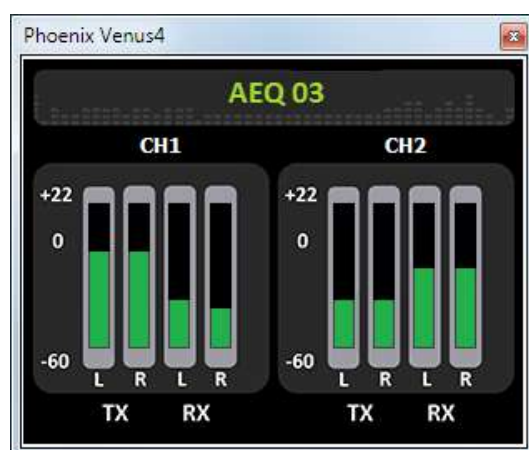 Phoenix Venus4
AEQ 03
CH1 CH2
+22 +22
0 0
-60 -60
L R L R L R L R
TX RX TX RX